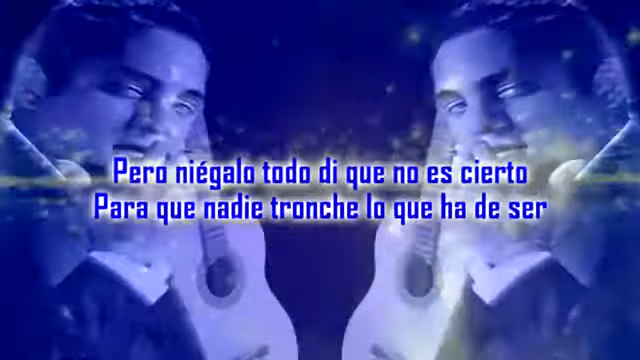 Pero niégalo todo di que no es cierto
Para que nadie tronche lo que ha de ser